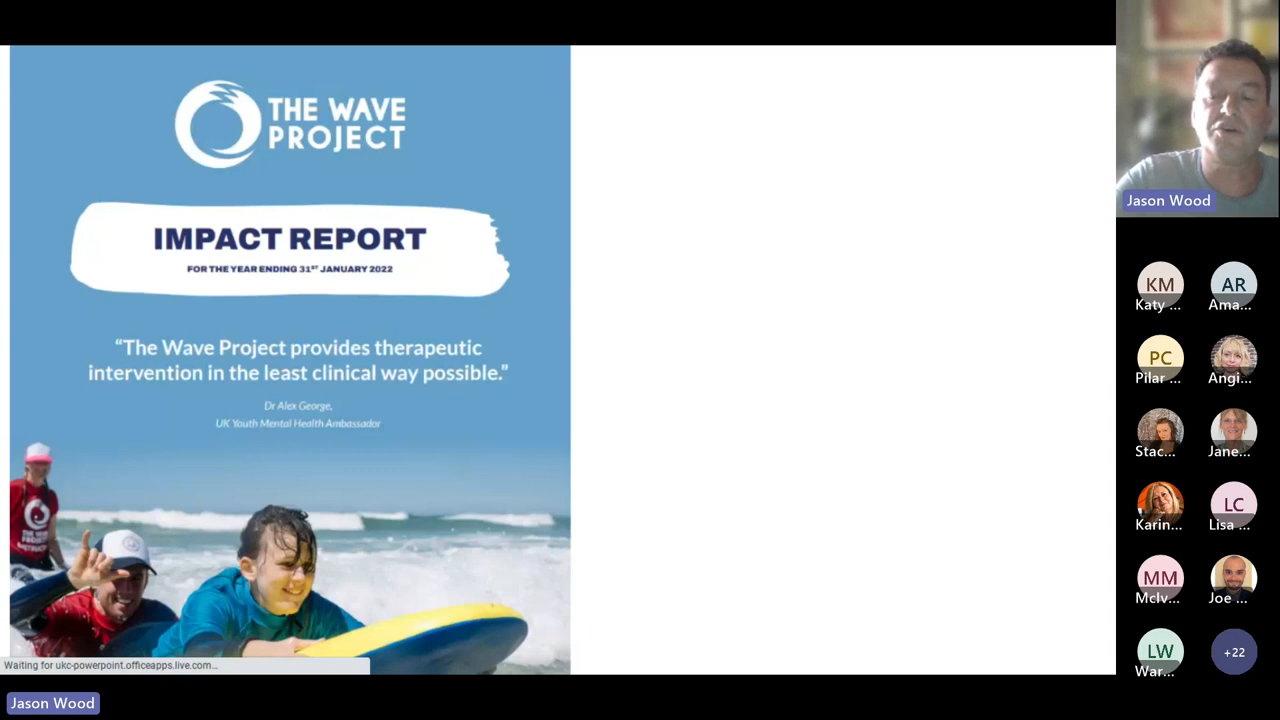 THE WAVE
PROJECT
IMPACT REPORT
FOR THE YEAR ENDING 31ST JANUARY 2022
“The Wave Project provides therapeutic
intervention in the least clinical way possible.”
Dr Alex George,
UK Youth Mental Health Ambassador
Waiting for ukc-powerpoint.officeapps.live.com...
Jason Wood
Jason Wood
KM
Katy ...
AR
Ama...
PC
Pilar ...
Angi...
Stac...
Jane...
Karin...
LC
Lisa ...
MM
McIv...
Joe ...
LW
War...
+22